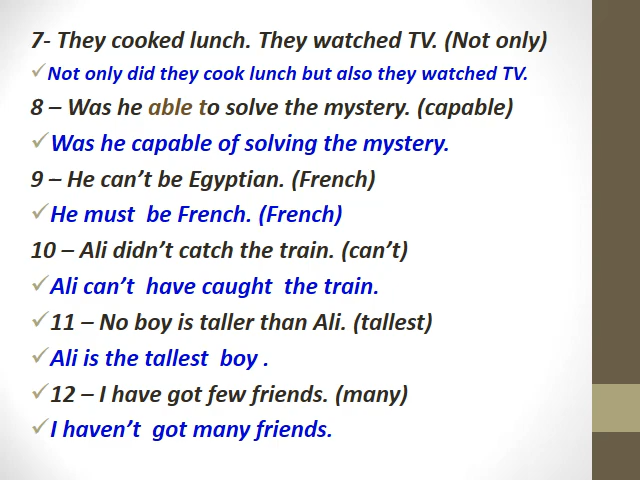 7- They cooked lunch. They watched TV. (Not only)
✓Not only did they cook lunch but also they watched TV.
8 – Was he able to solve the mystery. (capable)
✓Was he capable of solving the mystery.
9 – He can’t be Egyptian. (French)
✓He must be French. (French)
10 – Ali didn’t catch the train. (can’t)
✓Ali can’t have caught the train.
✓11 – No boy is taller than Ali. (tallest)
✓Ali is the tallest boy .
✓12 – I have got few friends. (many)
✓I haven’t got many friends.